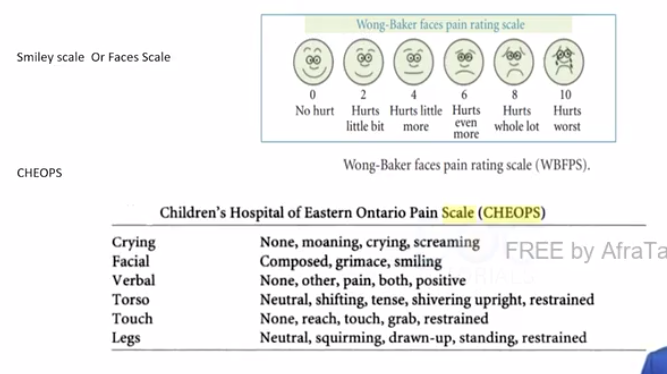 Wong-Baker faces pain rating scale
Smiley scale Or Faces Scale
0 2 4 6 8 10
No hurt Hurts little bit Hurts little more Hurts even more Hurts whole lot Hurts worst
Wong-Baker faces pain rating scale (WBFPS).
CHEOPS
Children's Hospital of Eastern Ontario Pain Scale (CHEOPS)
Crying None, moaning, crying, screaming
Facial Composed, grimace, smiling
FREE by AfraTa
Verbal None, other, pain, both, positive
Torso Neutral, shifting, tense, shivering upright, restrained
Touch None, reach, touch, grab, restrained
Legs Neutral, squirming, drawn-up, standing, restrained